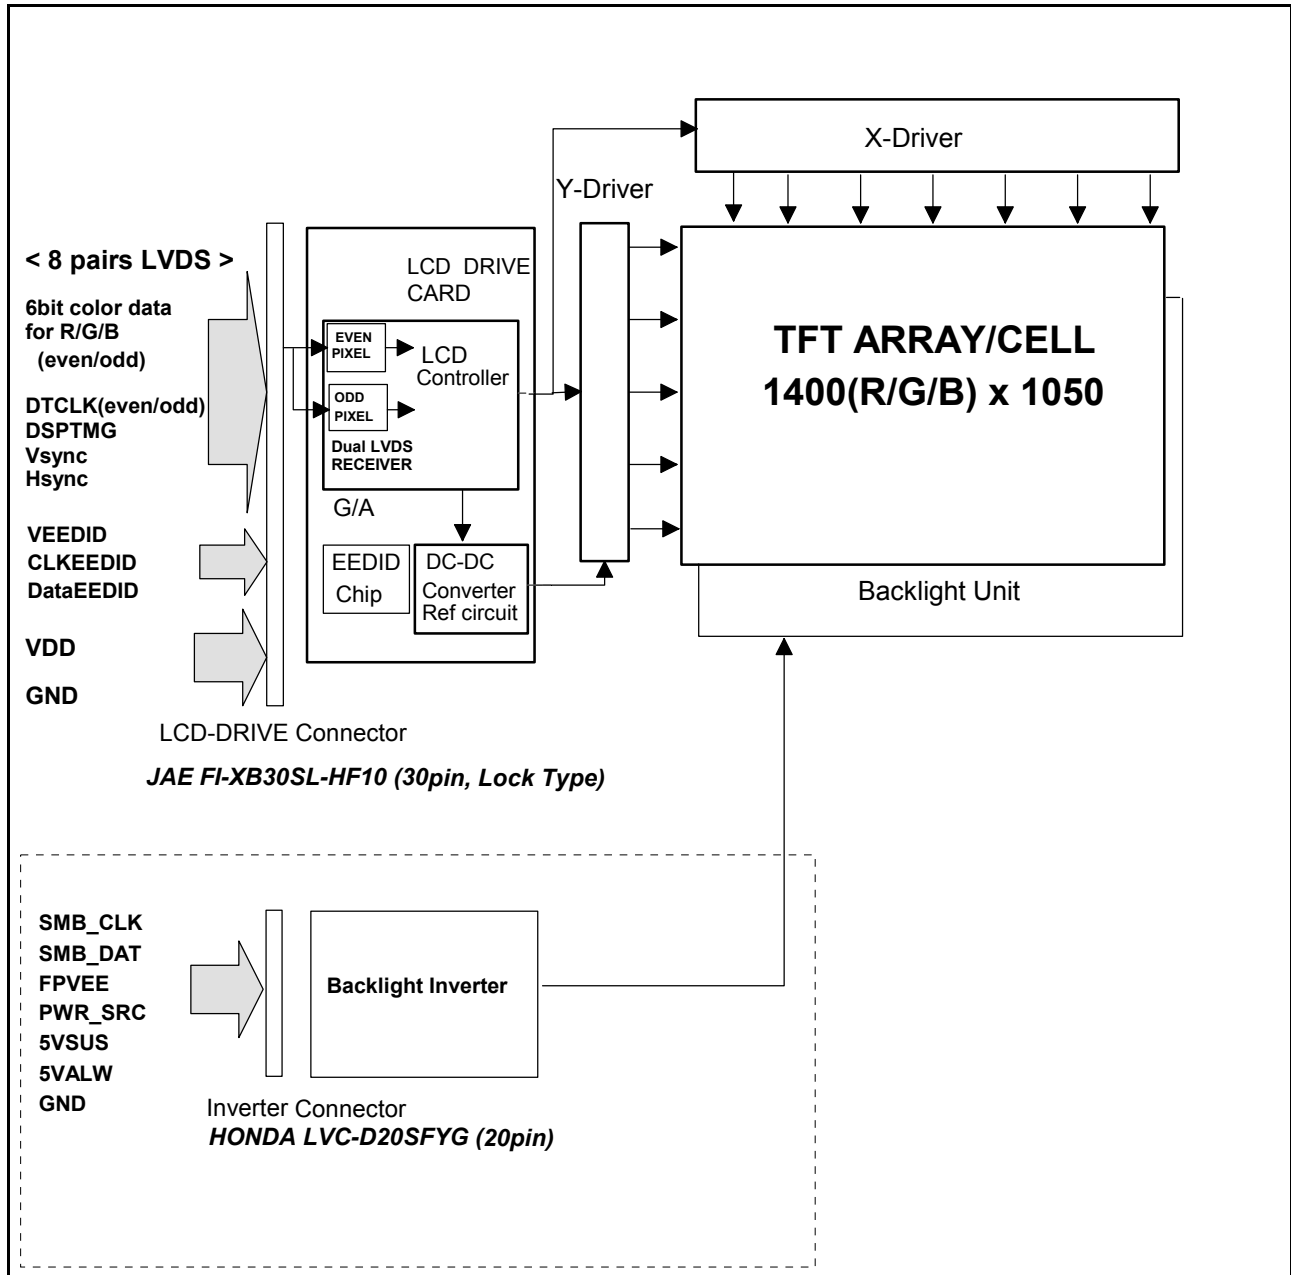 X-Driver
Y-Driver
< 8 pairs LVDS >
6bit color data
for R/G/B
(even/odd)
DTCLK(even/odd)
DSPTMG
Vsync
Hsync
VEEDID
CLKEEDID
DataEEDID
VDD
GND
LCD DRIVE
CARD
EVEN
PIXEL
LCD
Controller
ODD
PIXEL
Dual LVDS
RECEIVER
G/A
EEDID
Chip
DC-DC
Converter
Ref circuit
TFT ARRAY/CELL
1400(R/G/B) x 1050
Backlight Unit
LCD-DRIVE Connector
JAE FI-XB30SL-HF10 (30pin, Lock Type)
SMB_CLK
SMB_DAT
FPVEE
PWR_SRC
5VSUS
5VALW
GND
Backlight Inverter
Inverter Connector
HONDA LVC-D20SFYG (20pin)